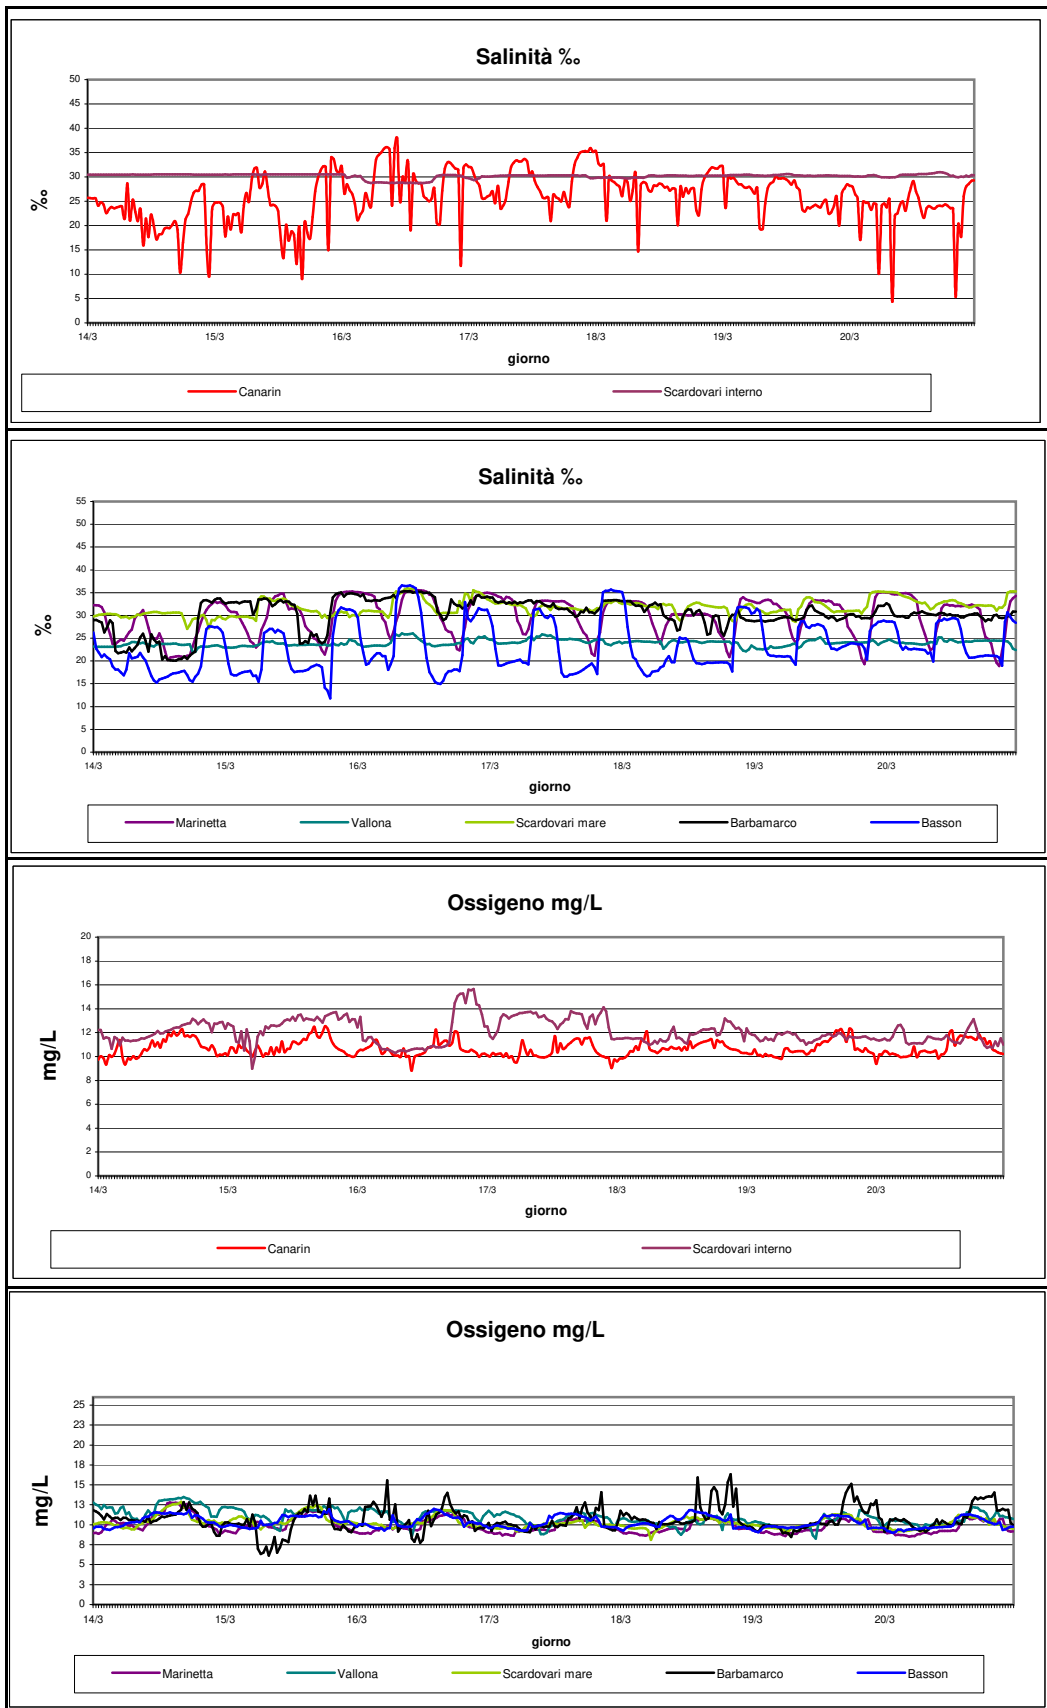 Salinità ‰
50
45
40
35
30
25
20
15
10
5
0
‰
14/3 15/3 16/3 17/3 18/3 19/3 20/3
giorno
Canarin Scardovari interno
Salinità ‰
55
50
45
40
35
30
25
20
15
10
5
0
‰
14/3 15/3 16/3 17/3 18/3 19/3 20/3
giorno
Marinetta Vallona Scardovari mare Barbamarco Basson
Ossigeno mg/L
20
18
16
14
12
10
8
6
4
2
0
mg/L
14/3 15/3 16/3 17/3 18/3 19/3 20/3
giorno
Canarin Scardovari interno
Ossigeno mg/L
25
23
20
18
15
13
10
8
5
3
0
mg/L
14/3 15/3 16/3 17/3 18/3 19/3 20/3
giorno
Marinetta Vallona Scardovari mare Barbamarco Basson